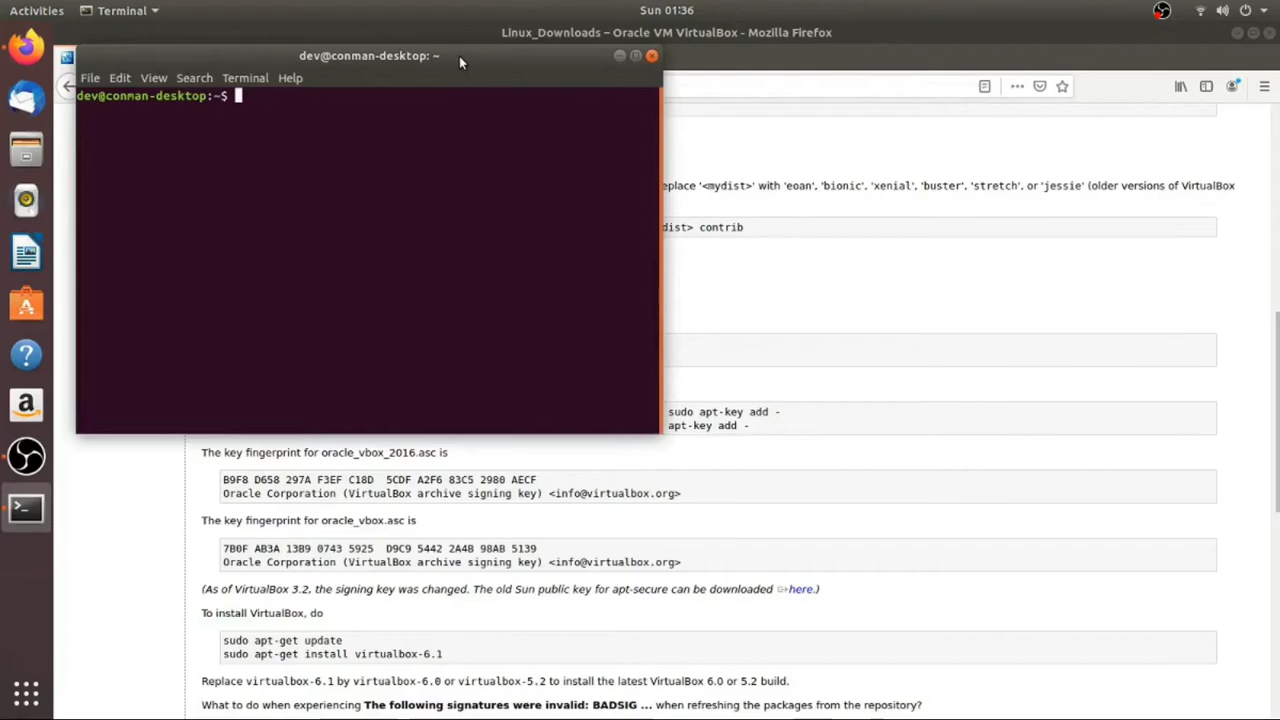 Activities
Terminal
Sun 01:36
Linux_Downloads – Oracle VM VirtualBox - Mozilla Firefox
dev@conman-desktop: ~
File Edit View Search Terminal Help
dev@conman-desktop:~$
eplace '<mydist>' with 'eoan', 'bionic', 'xenial', 'buster', 'stretch', or 'jessie' (older versions of VirtualBox
dist> contrib
sudo apt-key add -
apt-key add -
The key fingerprint for oracle_vbox_2016.asc is
B9F8 D658 297A F3EF C18D 5CDF A2F6 83C5 2980 AECF
Oracle Corporation (VirtualBox archive signing key) <info@virtualbox.org>
The key fingerprint for oracle_vbox.asc is
7B0F AB3A 13B9 0743 5925 D9C9 5442 2A4B 98AB 5139
Oracle Corporation (VirtualBox archive signing key) <info@virtualbox.org>
(As of VirtualBox 3.2, the signing key was changed. The old Sun public key for apt-secure can be downloaded here.)
To install VirtualBox, do
sudo apt-get update
sudo apt-get install virtualbox-6.1
Replace virtualbox-6.1 by virtualbox-6.0 or virtualbox-5.2 to install the latest VirtualBox 6.0 or 5.2 build.
What to do when experiencing The following signatures were invalid: BADSIG ... when refreshing the packages from the repository?